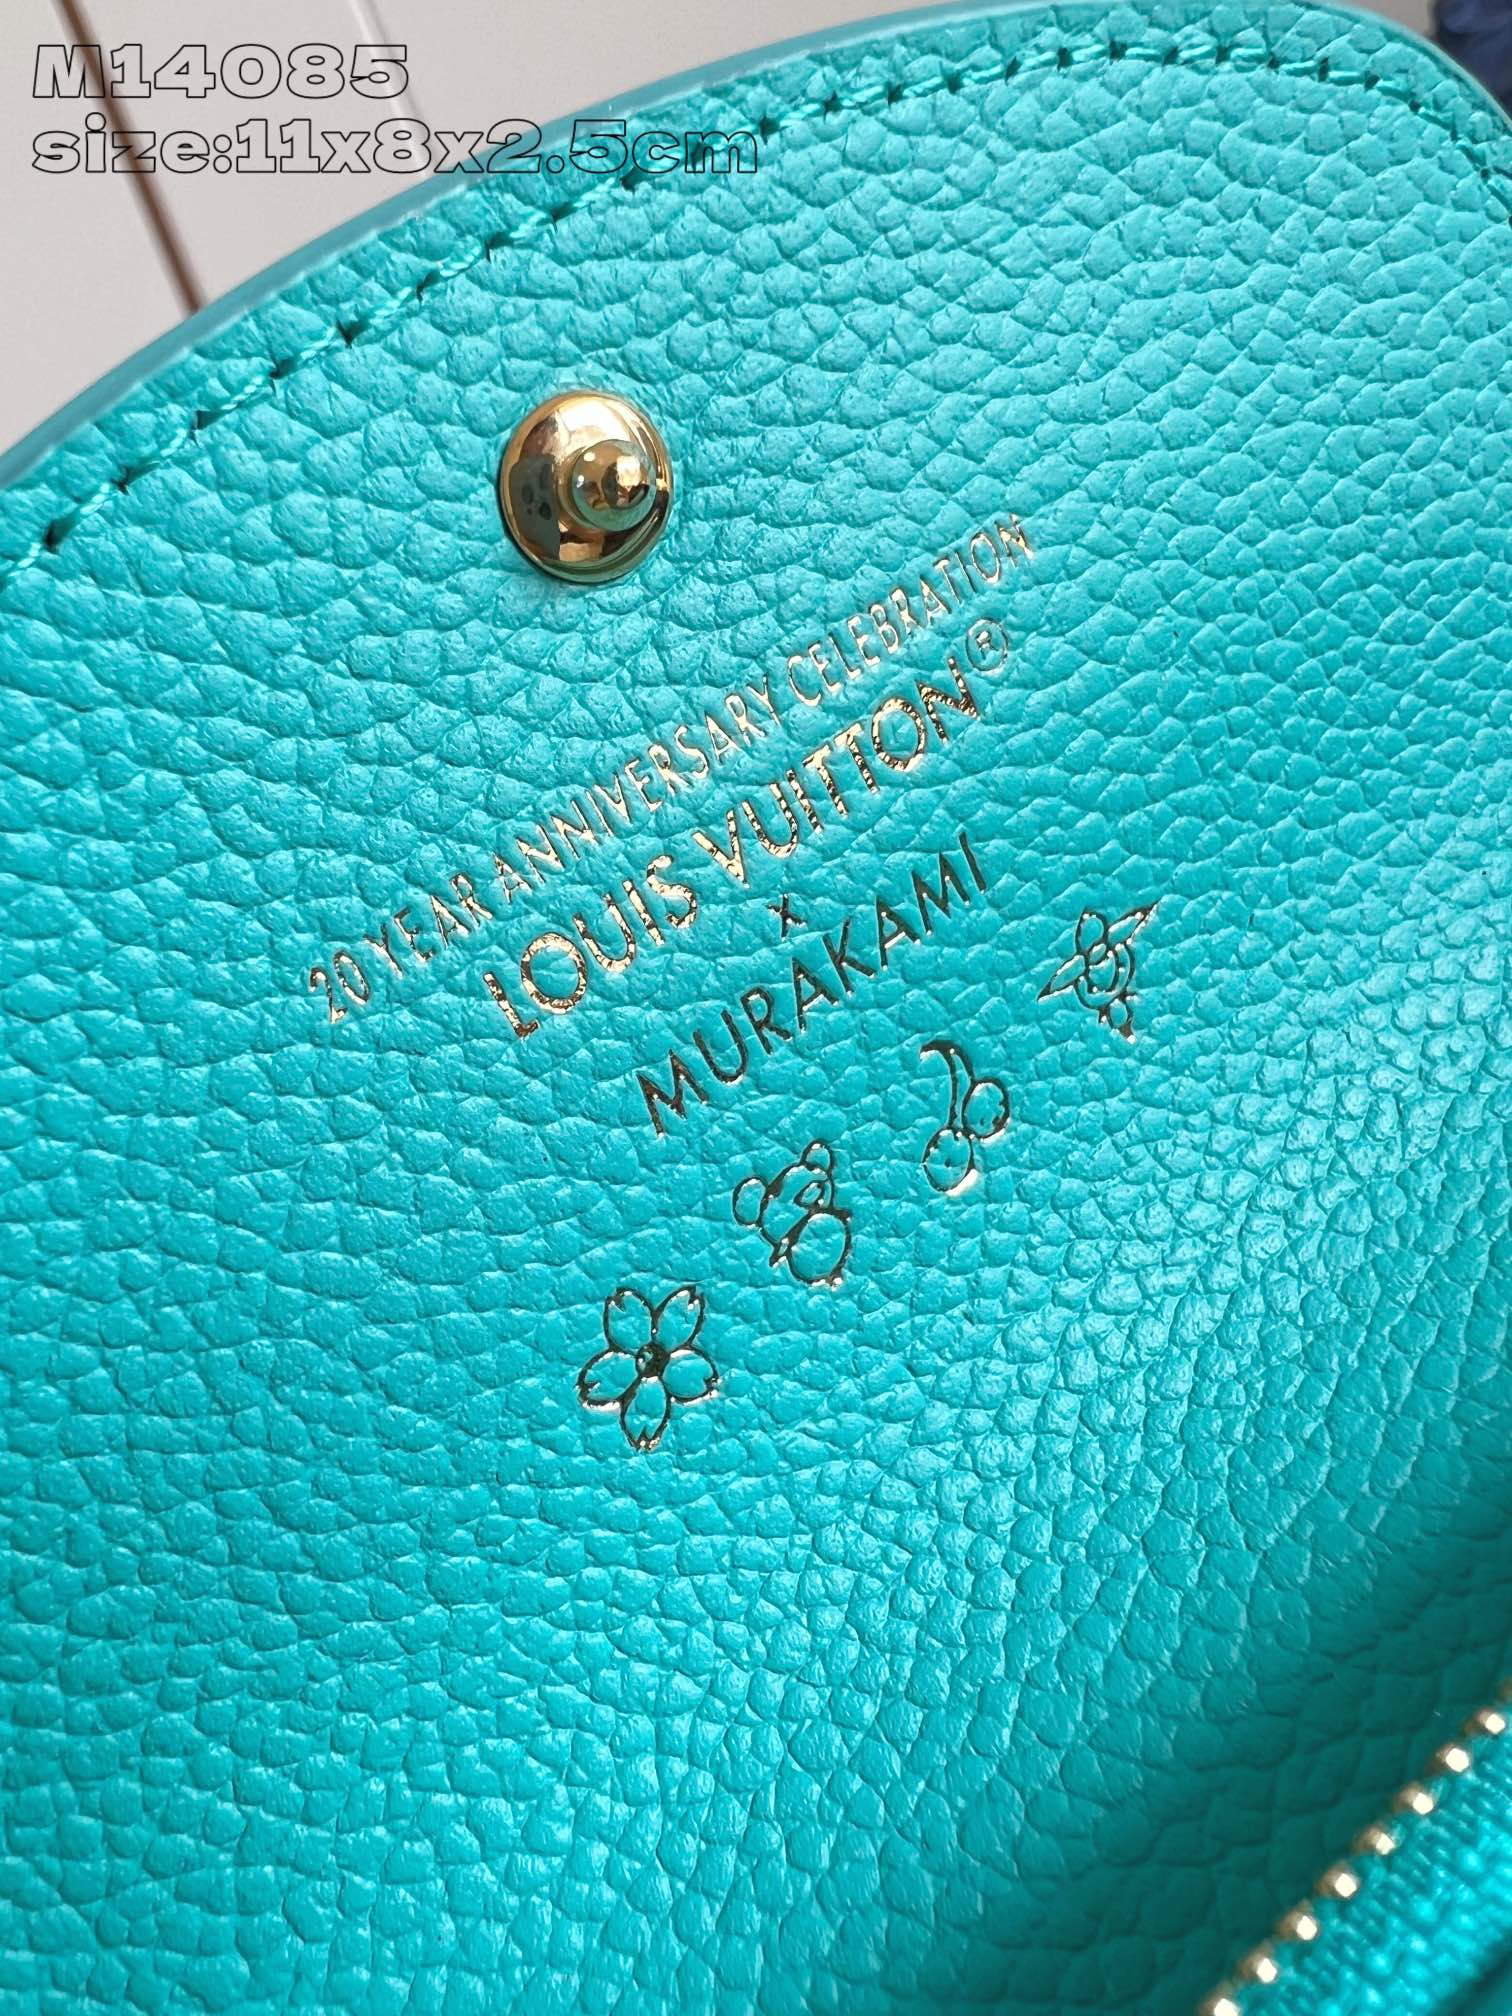 M14085
size:11x8x2.5cm
20 YEAR ANNIVERSARY CELEBRATION
LOUIS VUITTON®
x
MURAKAMI